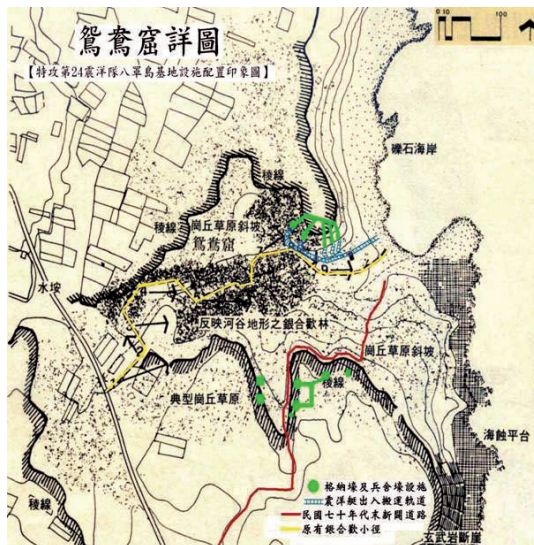 鴛鴦窟詳圖
【特攻第24震洋隊八罩島基地設施配置印象圖】
0 10 100
礫石海岸
稜線
稜線
崗丘草原斜坡
鴛鴦窟
水坡
反映河谷地形之銀合歡林
崗丘草原斜坡
典型崗丘草原
稜線
海蝕平台
稜線
玄武岩斷崖
格納壕及兵舍壕設施
震洋艇出入搬運軌道
民國七十年代末新開道路
原有銀合歡小徑